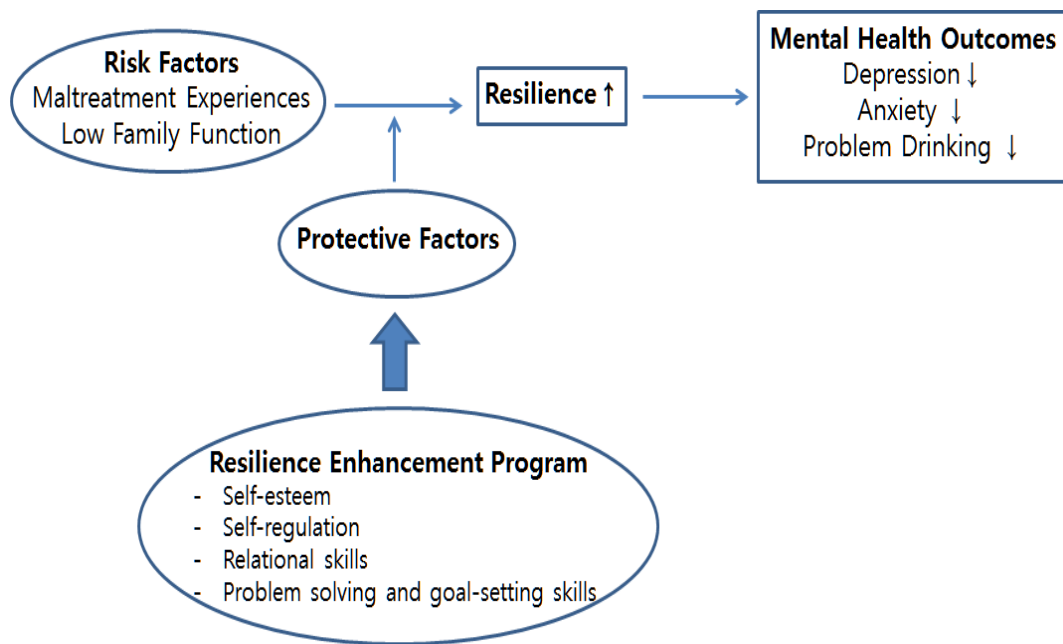 Risk Factors
Maltreatment Experiences
Low Family Function
Resilience ↑
Mental Health Outcomes
Depression ↓
Anxiety ↓
Problem Drinking ↓
Protective Factors
Resilience Enhancement Program
- Self-esteem
- Self-regulation
- Relational skills
- Problem solving and goal-setting skills